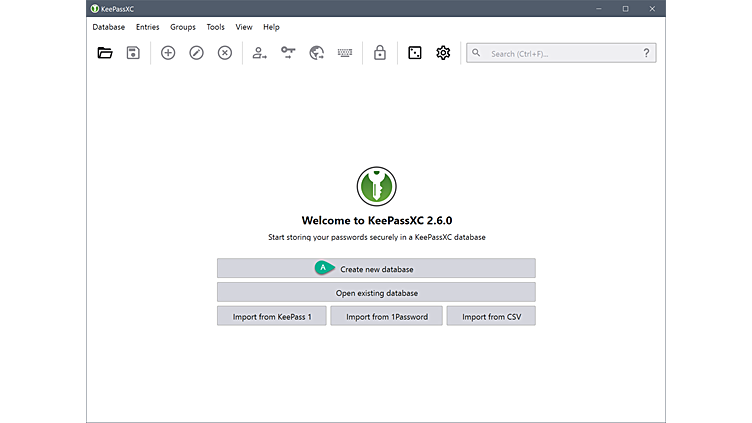 KeePassXC
Database Entries Groups Tools View Help
Search (Ctrl+F)... ?
Welcome to KeePassXC 2.6.0
Start storing your passwords securely in a KeePassXC database
A Create new database
Open existing database
Import from KeePass 1 Import from 1Password Import from CSV